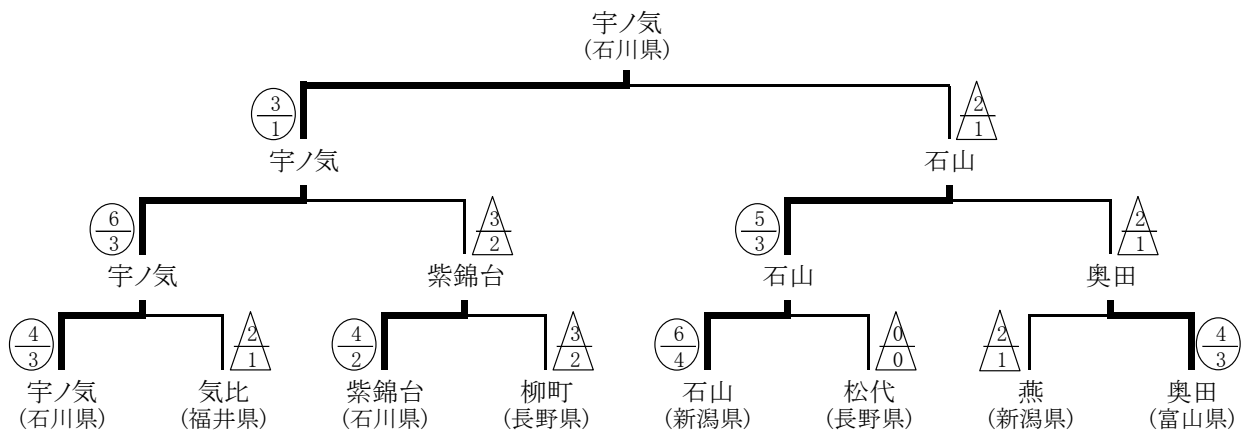 宇ノ気
(石川県)
3
1
2
1
宇ノ気
石山
6
3
3
2
5
3
2
1
宇ノ気
紫錦台
石山
奥田
4
3
2
1
4
2
3
2
6
4
0
0
2
1
4
3
宇ノ気
(石川県)
気比
(福井県)
紫錦台
(石川県)
柳町
(長野県)
石山
(新潟県)
松代
(長野県)
燕
(新潟県)
奥田
(富山県)